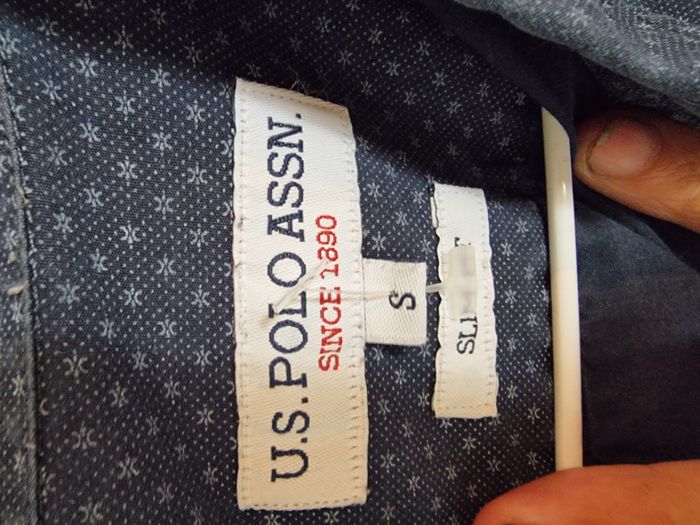 U.S. POLO ASSN.
SINCE 1890
S